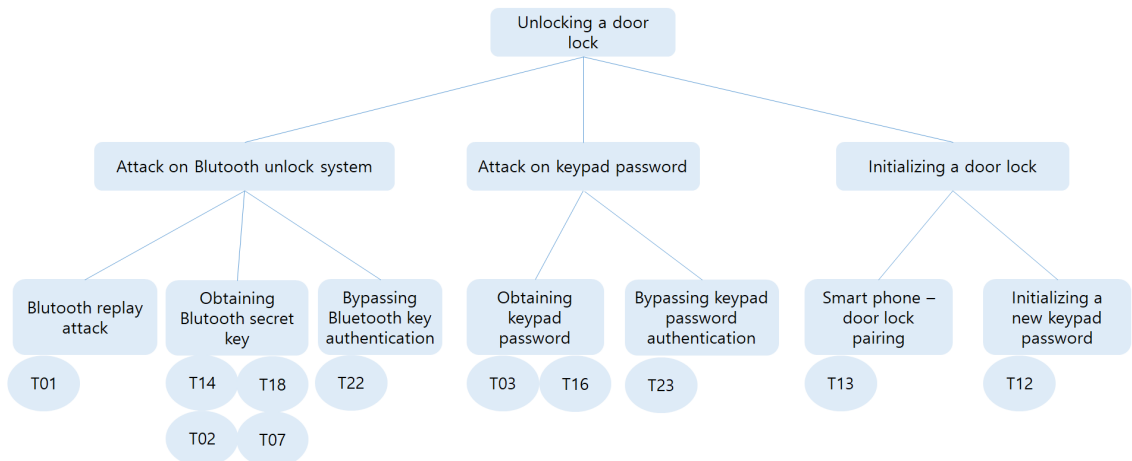 Unlocking a door
lock
Attack on Blutooth unlock system
Attack on keypad password
Initializing a door lock
Blutooth replay
attack
Obtaining
Blutooth secret
key
Bypassing
Bluetooth key
authentication
Obtaining
keypad
password
Bypassing keypad
password
authentication
Smart phone –
door lock
pairing
Initializing a
new keypad
password
T01
T14
T18
T22
T03
T16
T23
T13
T12
T02
T07